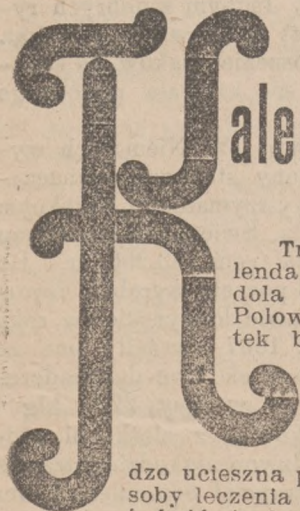 Kale
Tr
lenda
dola
Polow
tek b
dzo ucieszna p
soby leczenia